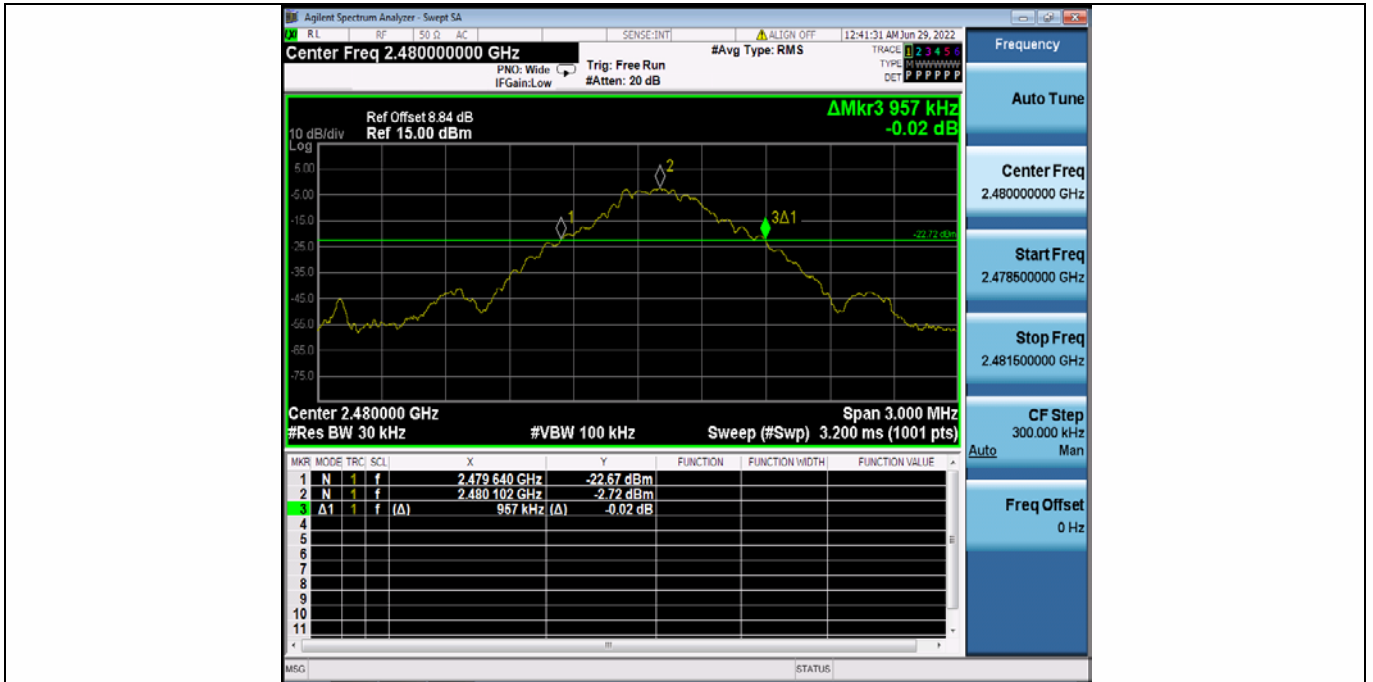 Agilent Spectrum Analyzer - Swept SA
RL RF 50 Ω AC SENSE:INT ALIGN OFF 12:41:31 AM Jun 29, 2022
Center Freq 2.480000000 GHz
PNO: Wide
IFGain:Low
Trig: Free Run
#Atten: 20 dB
#Avg Type: RMS
TRACE 1 2 3 4 5 6
TYPE M W W W W W
DET P P P P P P
Frequency
ΔMkr3 957 kHz
-0.02 dB
Ref Offset 8.84 dB
10 dB/div Ref 15.00 dBm
Log
5.00
-5.00
-15.0
-25.0
-35.0
-45.0
-55.0
-65.0
-75.0
1
2
3Δ1
-22.72 dBm
Center 2.480000 GHz Span 3.000 MHz
#Res BW 30 kHz #VBW 100 kHz Sweep (#Swp) 3.200 ms (1001 pts)
MKR MODE TRC SCL X Y FUNCTION FUNCTION WIDTH FUNCTION VALUE
1 N 1 f 2.479 640 GHz -22.67 dBm
2 N 1 f 2.480 102 GHz -2.72 dBm
3 Δ1 1 f (Δ) 957 kHz (Δ) -0.02 dB
4
5
6
7
8
9
10
11
MSG STATUS
Auto Tune
Center Freq
2.480000000 GHz
Start Freq
2.478500000 GHz
Stop Freq
2.481500000 GHz
CF Step
300.000 kHz
Auto Man
Freq Offset
0 Hz